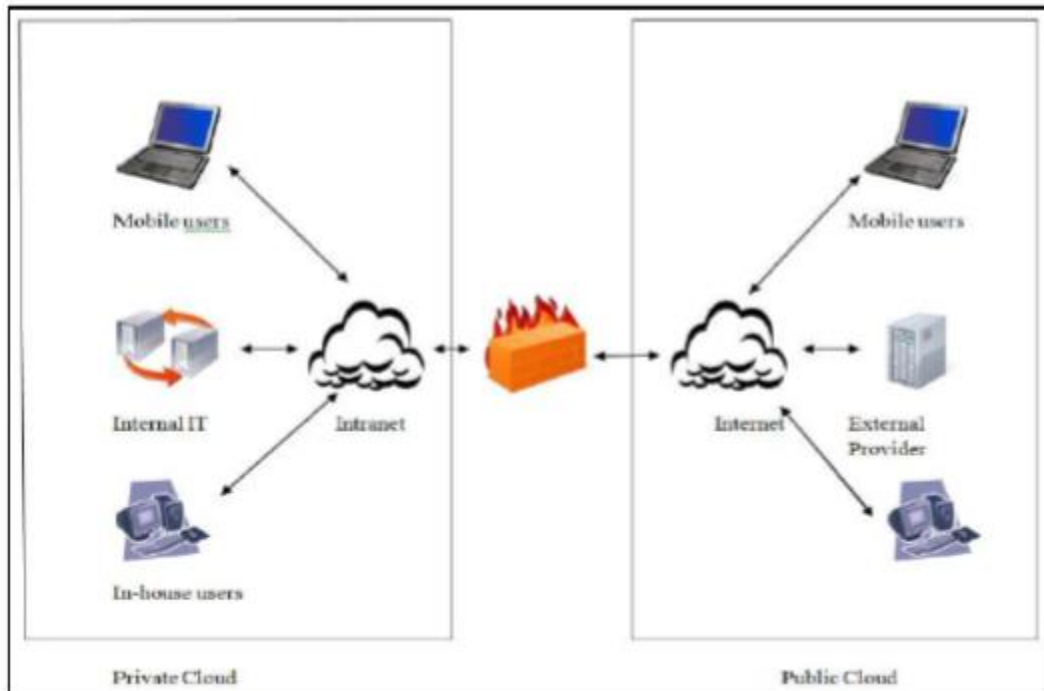 Mobile users
Mobile users
Internal IT
Intranet
Internet
External
Provider
In-house users
Private Cloud
Public Cloud